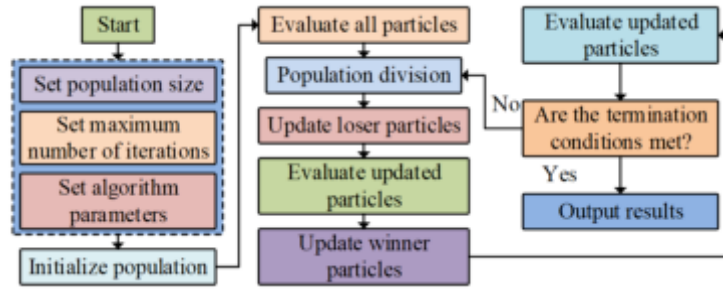 Start
Set population size
Set maximum
number of iterations
Set algorithm
parameters
Initialize population
Evaluate all particles
Population division
Update loser particles
Evaluate updated
particles
Update winner
particles
Evaluate updated
particles
No
Are the termination
conditions met?
Yes
Output results